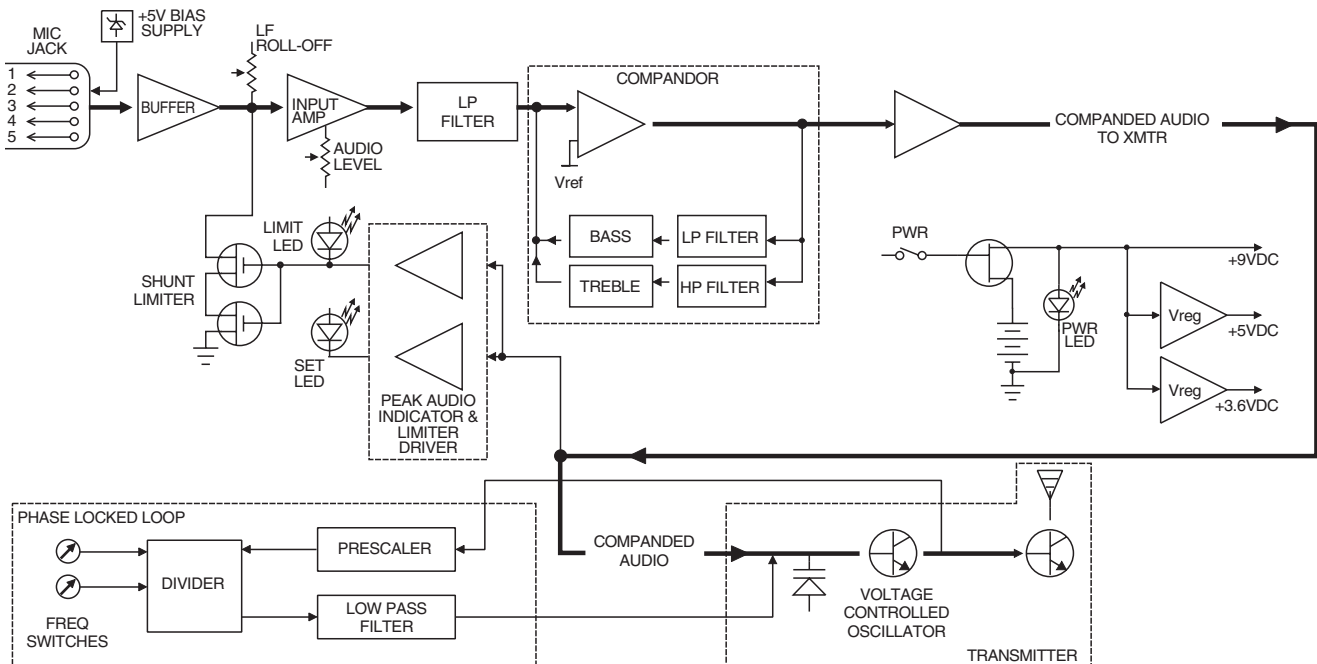 +5V BIAS
SUPPLY
MIC
JACK
1
2
3
4
5
BUFFER
LF
ROLL-OFF
INPUT
AMP
AUDIO
LEVEL
LP
FILTER
COMPANDOR
Vref
BASS
LP FILTER
TREBLE
HP FILTER
COMPANDED AUDIO
TO XMTR
LIMIT
LED
SHUNT
LIMITER
SET
LED
PEAK AUDIO
INDICATOR &
LIMITER
DRIVER
PWR
+9VDC
PWR
LED
Vreg
+5VDC
Vreg
+3.6VDC
PHASE LOCKED LOOP
FREQ
SWITCHES
DIVIDER
PRESCALER
LOW PASS
FILTER
COMPANDED
AUDIO
VOLTAGE
CONTROLLED
OSCILLATOR
TRANSMITTER